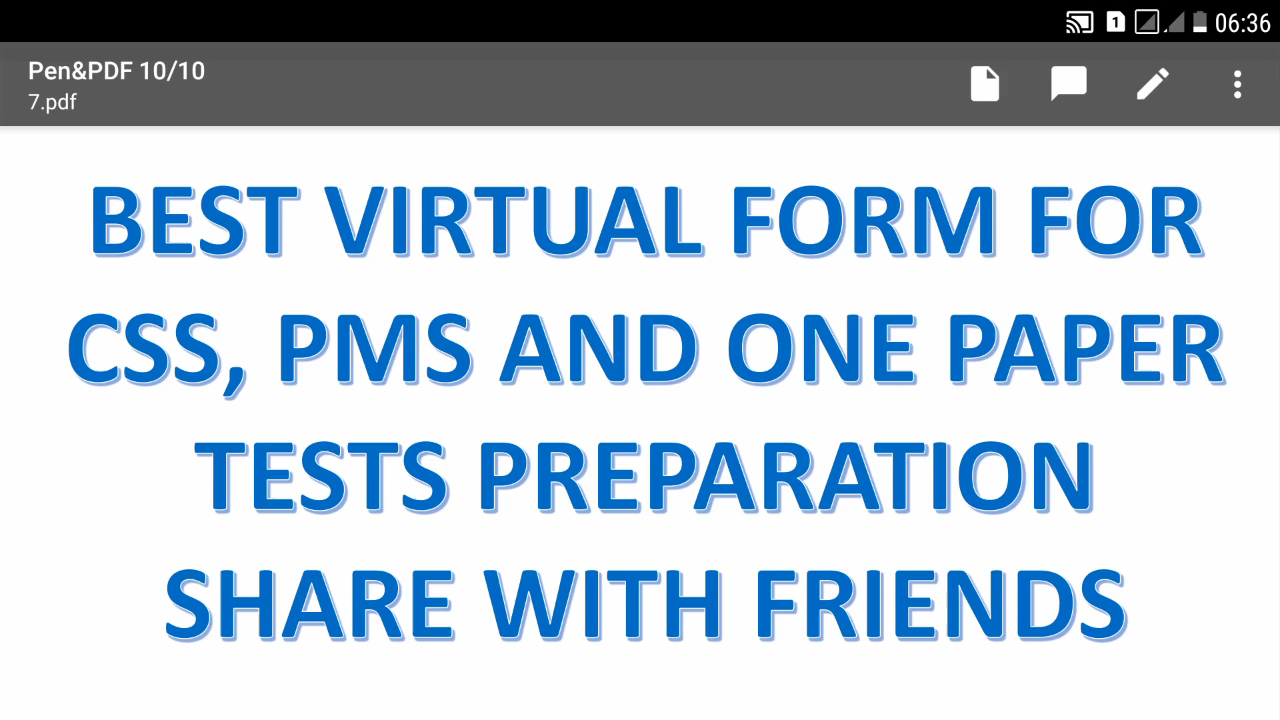 1 06:36
Pen&PDF 10/10
7.pdf
BEST VIRTUAL FORM FOR
CSS, PMS AND ONE PAPER
TESTS PREPARATION
SHARE WITH FRIENDS